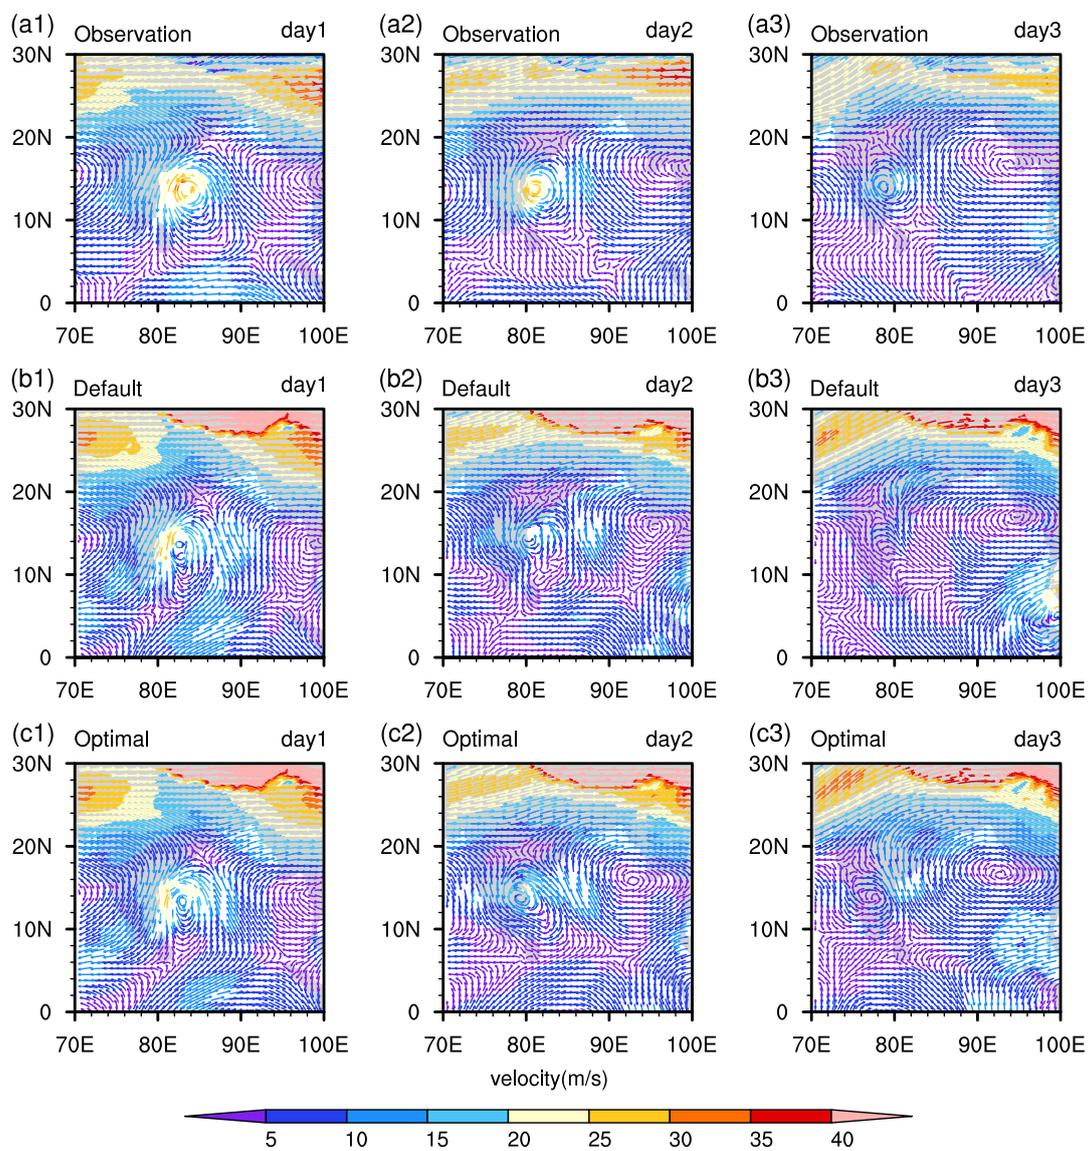 (a1) Observation day1
(a2) Observation day2
(a3) Observation day3
30N 30N 30N
20N 20N 20N
10N 10N 10N
0 0 0
70E 80E 90E 100E 70E 80E 90E 100E 70E 80E 90E 100E
(b1) Default day1
(b2) Default day2
(b3) Default day3
30N 30N 30N
20N 20N 20N
10N 10N 10N
0 0 0
70E 80E 90E 100E 70E 80E 90E 100E 70E 80E 90E 100E
(c1) Optimal day1
(c2) Optimal day2
(c3) Optimal day3
30N 30N 30N
20N 20N 20N
10N 10N 10N
0 0 0
70E 80E 90E 100E 70E 80E 90E 100E 70E 80E 90E 100E
velocity(m/s)
5 10 15 20 25 30 35 40